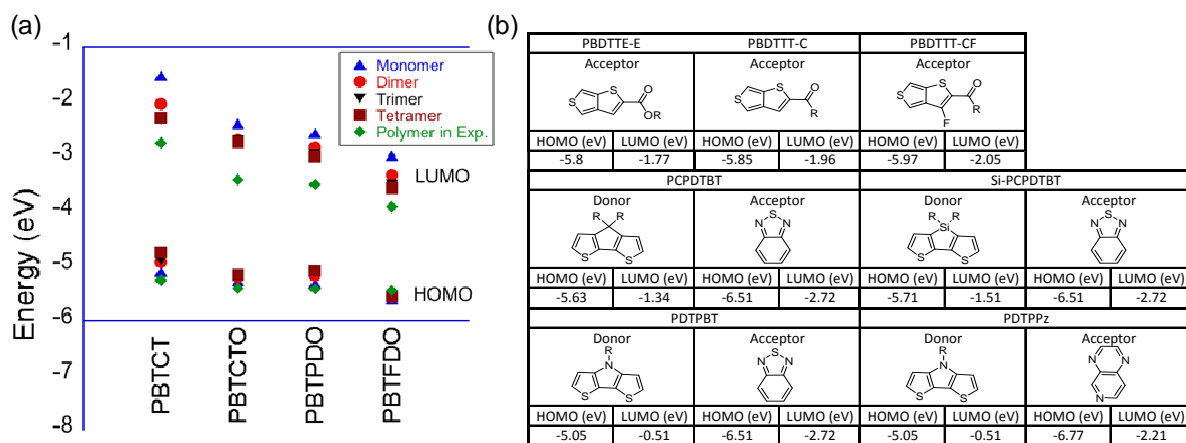 (a)
-1
-2
-3
-4
-5
-6
-7
-8
Energy (eV)
Monomer
Dimer
Trimer
Tetramer
Polymer in Exp.
LUMO
HOMO
PBTCT
PBTCTO
PBTPDO
PBTFDO
(b)
PBDTTE-E PBDTTT-C PBDTTT-CF
Acceptor Acceptor Acceptor
S S O OR
S S O R
S S O R F
HOMO (eV) LUMO (eV) HOMO (eV) LUMO (eV) HOMO (eV) LUMO (eV)
-5.8 -1.77 -5.85 -1.96 -5.97 -2.05
PCPDTBT Si-PCPDTBT
Donor Acceptor Donor Acceptor
R R S S
N S N
R R Si S S
N S N
HOMO (eV) LUMO (eV) HOMO (eV) LUMO (eV) HOMO (eV) LUMO (eV) HOMO (eV) LUMO (eV)
-5.63 -1.34 -6.51 -2.72 -5.71 -1.51 -6.51 -2.72
PDTPBT PDTPPz
Donor Acceptor Donor Acceptor
R N S S
N S N
R N S S
N N N
HOMO (eV) LUMO (eV) HOMO (eV) LUMO (eV) HOMO (eV) LUMO (eV) HOMO (eV) LUMO (eV)
-5.05 -0.51 -6.51 -2.72 -5.05 -0.51 -6.77 -2.21